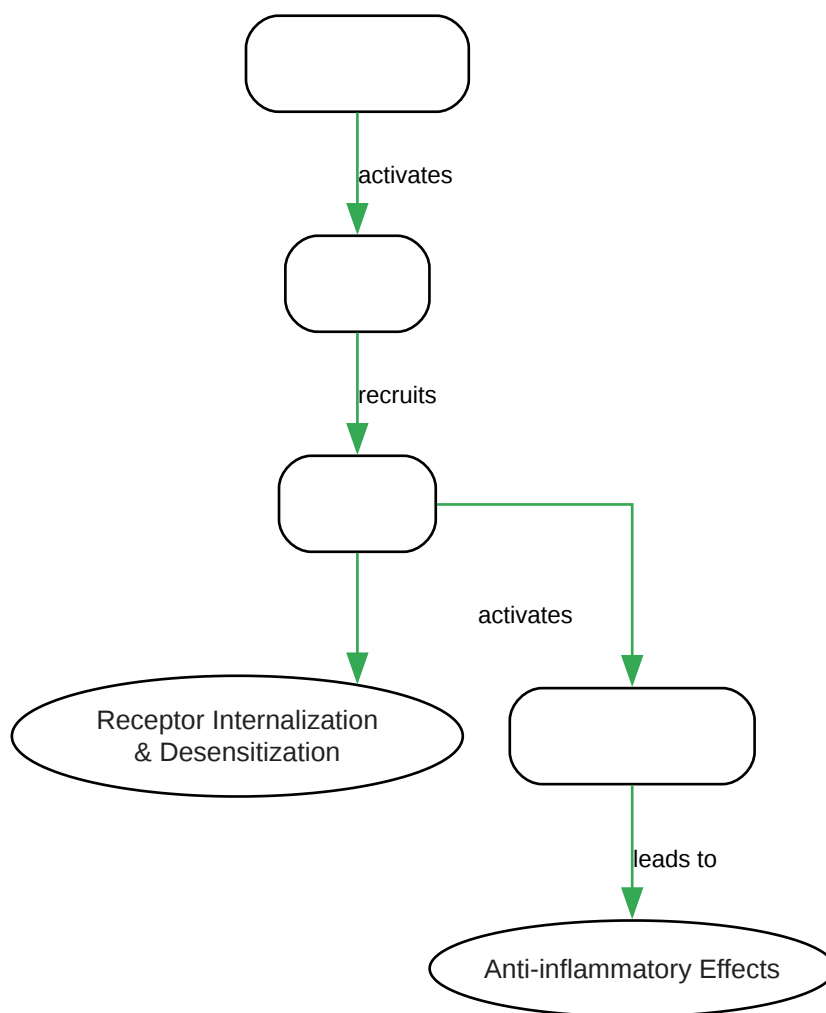 activates
recruits
activates
Receptor Internalization
& Desensitization
leads to
Anti-inflammatory Effects